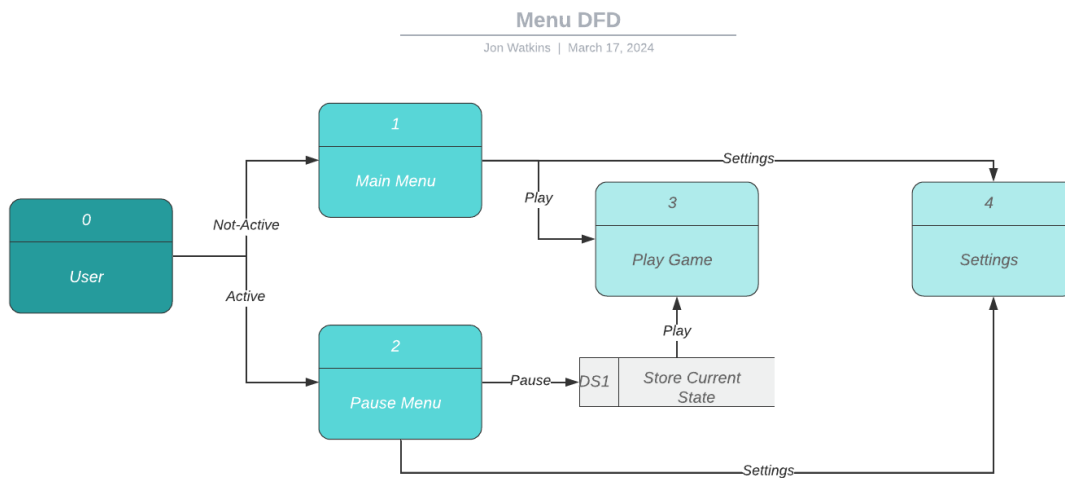 Menu DFD
Jon Watkins | March 17, 2024
1
Main Menu
Settings
Play
3
Play Game
4
Settings
0
User
Not-Active
Active
2
Pause Menu
Pause
Play
DS1
Store Current
State
Settings